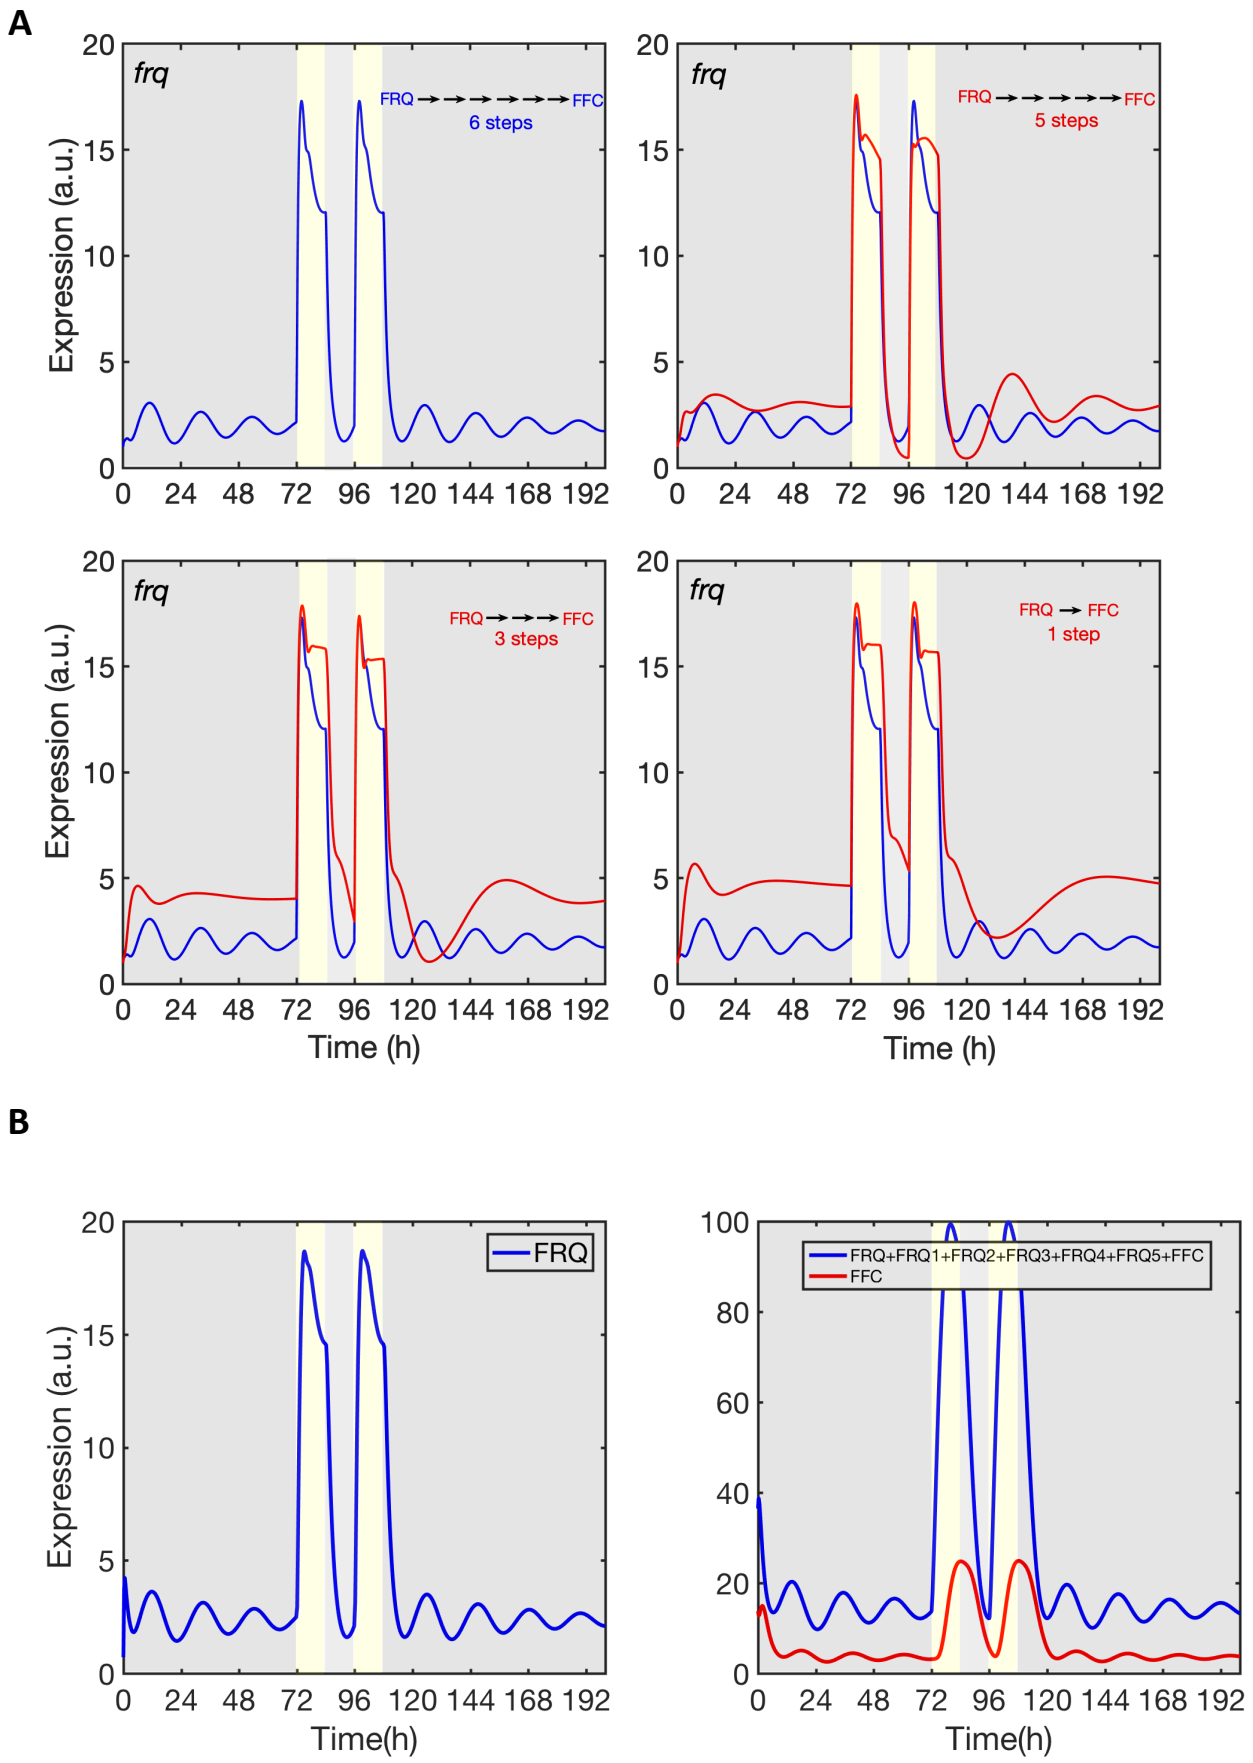 A
frq
FRQ FFC
6 steps
Expression (a.u.)
20
15
10
5
0
0 24 48 72 96 120 144 168 192
frq
FRQ FFC
5 steps
20
15
10
5
0
0 24 48 72 96 120 144 168 192
frq
FRQ FFC
3 steps
Expression (a.u.)
20
15
10
5
0
0 24 48 72 96 120 144 168 192
Time (h)
frq
FRQ FFC
1 step
20
15
10
5
0
0 24 48 72 96 120 144 168 192
Time (h)
B
FRQ
Expression (a.u.)
20
15
10
5
0
0 24 48 72 96 120 144 168 192
Time(h)
FRQ+FRQ1+FRQ2+FRQ3+FRQ4+FRQ5+FFC
FFC
100
80
60
40
20
0
0 24 48 72 96 120 144 168 192
Time(h)